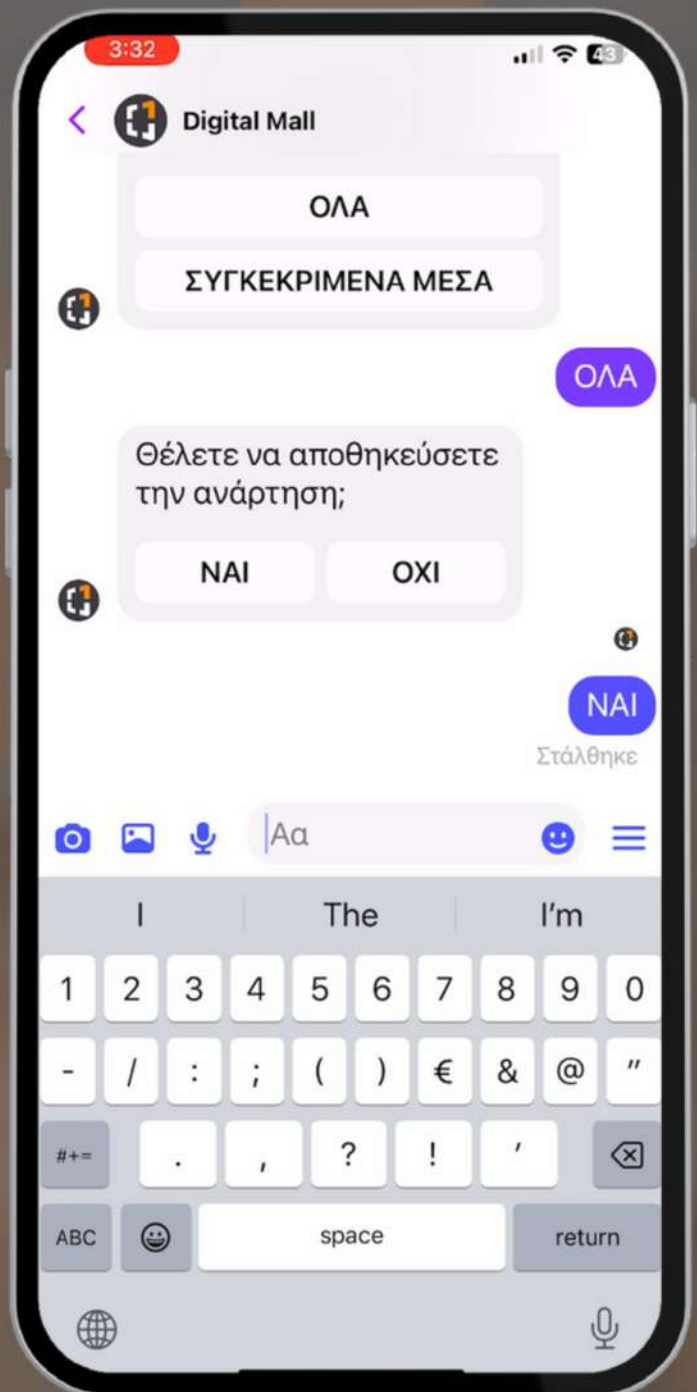 3:32
43
Digital Mall
ΟΛΑ
ΣΥΓΚΕΚΡΙΜΕΝΑ ΜΕΣΑ
ΟΛΑ
Θέλετε να αποθηκεύσετε
την ανάρτηση;
ΝΑΙ ΟΧΙ
ΝΑΙ
Στάλθηκε
Aα
I The I'm
1 2 3 4 5 6 7 8 9 0
- / : ; ( ) € & @ "
#+= . , ? ! '
ABC space return